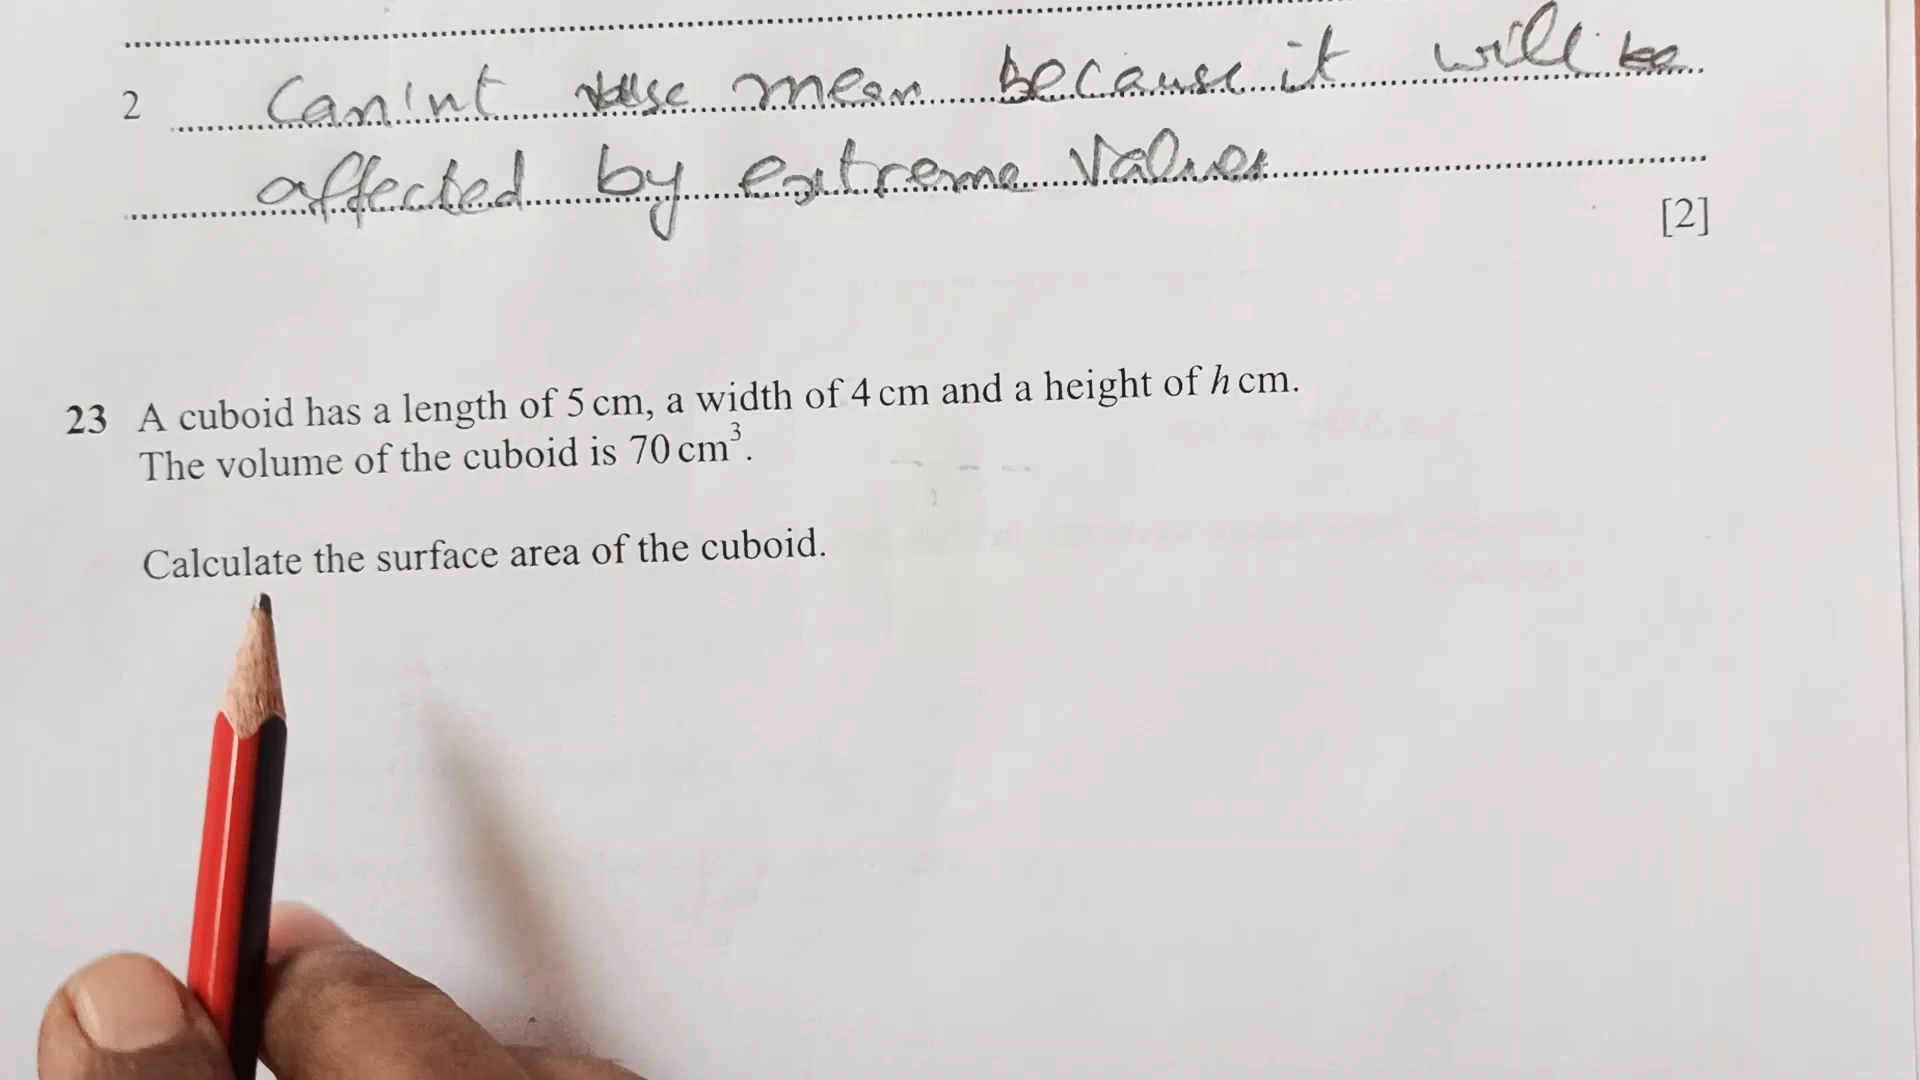 2 Can'nt use mean because it will be
affected by extreme values
[2]
23 A cuboid has a length of 5 cm, a width of 4 cm and a height of h cm.
The volume of the cuboid is 70 cm³.
Calculate the surface area of the cuboid.